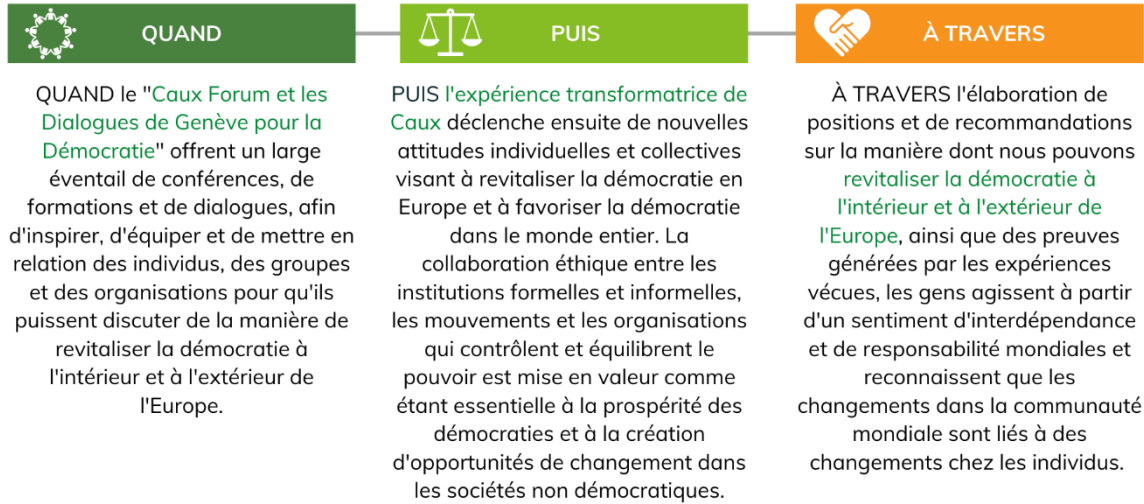 QUAND
QUAND le "Caux Forum et les
Dialogues de Genève pour la
Démocratie" offrent un large
éventail de conférences, de
formations et de dialogues, afin
d'inspirer, d'équiper et de mettre en
relation des individus, des groupes
et des organisations pour qu'ils
puissent discuter de la manière de
revitaliser la démocratie à
l'intérieur et à l'extérieur de
l'Europe.
PUIS
PUIS l'expérience transformatrice de
Caux déclenche ensuite de nouvelles
attitudes individuelles et collectives
visant à revitaliser la démocratie en
Europe et à favoriser la démocratie
dans le monde entier. La
collaboration éthique entre les
institutions formelles et informelles,
les mouvements et les organisations
qui contrôlent et équilibrent le
pouvoir est mise en valeur comme
étant essentielle à la prospérité des
démocraties et à la création
d'opportunités de changement dans
les sociétés non démocratiques.
À TRAVERS
À TRAVERS l'élaboration de
positions et de recommandations
sur la manière dont nous pouvons
revitaliser la démocratie à
l'intérieur et à l'extérieur de
l'Europe, ainsi que des preuves
générées par les expériences
vécues, les gens agissent à partir
d'un sentiment d'interdépendance
et de responsabilité mondiales et
reconnaissent que les
changements dans la communauté
mondiale sont liés à des
changements chez les individus.